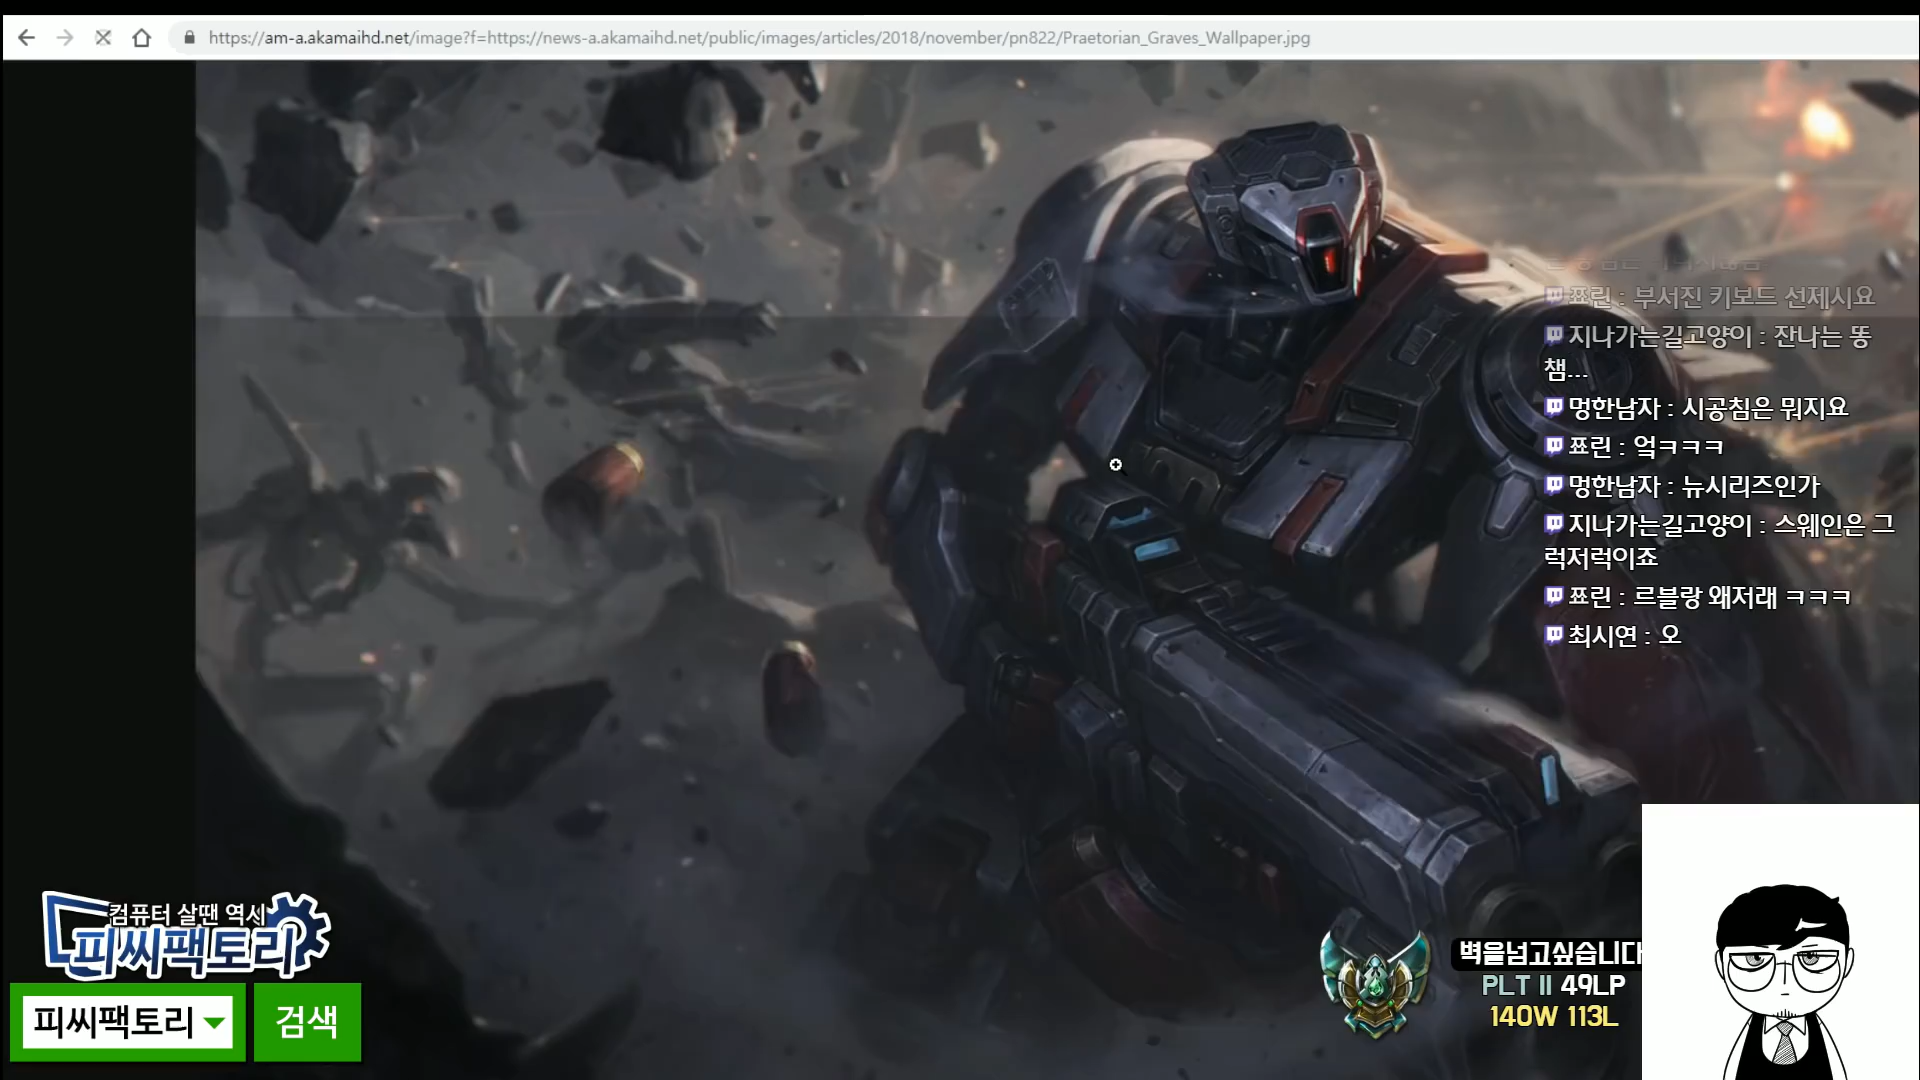 https://am-a.akamaihd.net/image?f=https://news-a.akamaihd.net/public/images/articles/2018/november/pn822/Praetorian_Graves_Wallpaper.jpg
표린 : 부서진 키보드 선제시요
지나가는길고양이 : 잔나는 똥
챔...
멍한남자 : 시공침은 뭐지요
표린 : 엌ㅋㅋㅋ
멍한남자 : 뉴시리즈인가
지나가는길고양이 : 스웨인은 그
럭저럭이죠
표린 : 르블랑 왜저래 ㅋㅋㅋ
최시연 : 오
컴퓨터 살땐 역시
피씨팩토리
피씨팩토리
검색
벽을넘고싶습니다
PLT II 49LP
140W 113L